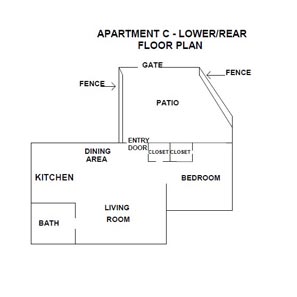 APARTMENT C - LOWER/REAR
FLOOR PLAN
GATE
FENCE
FENCE
PATIO
ENTRY
DOOR
DINING
AREA
CLOSET
CLOSET
KITCHEN
BEDROOM
LIVING
ROOM
BATH